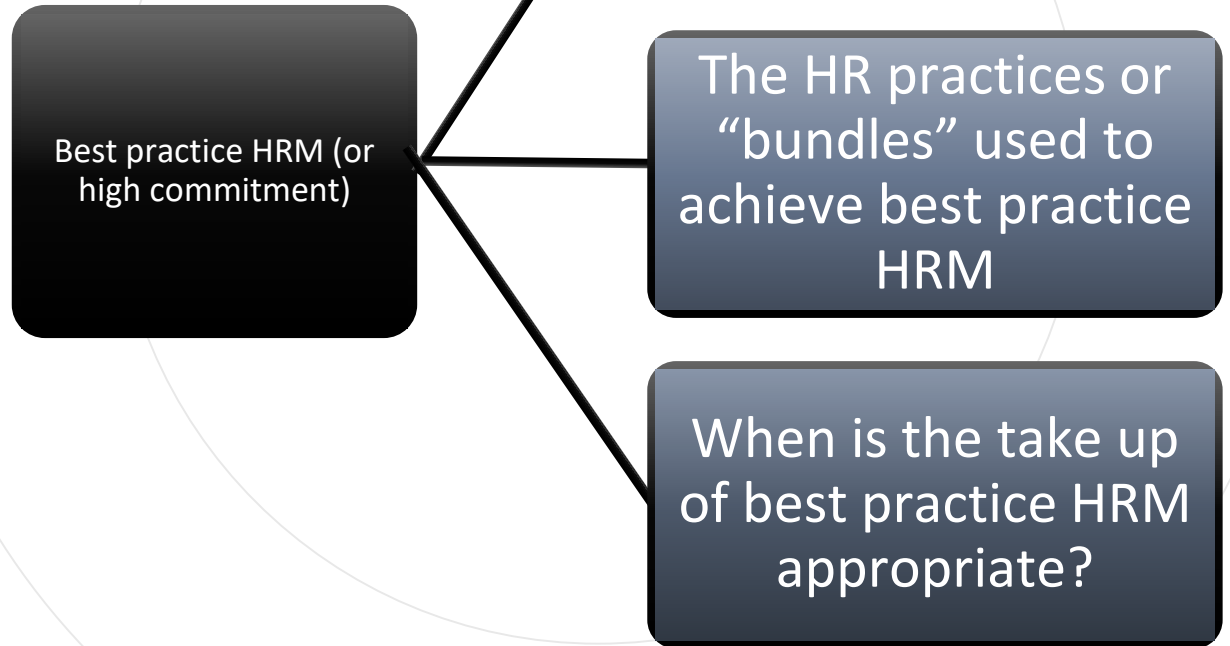 Best practice HRM (or
high commitment)
The HR practices or
“bundles” used to
achieve best practice
HRM
When is the take up
of best practice HRM
appropriate?